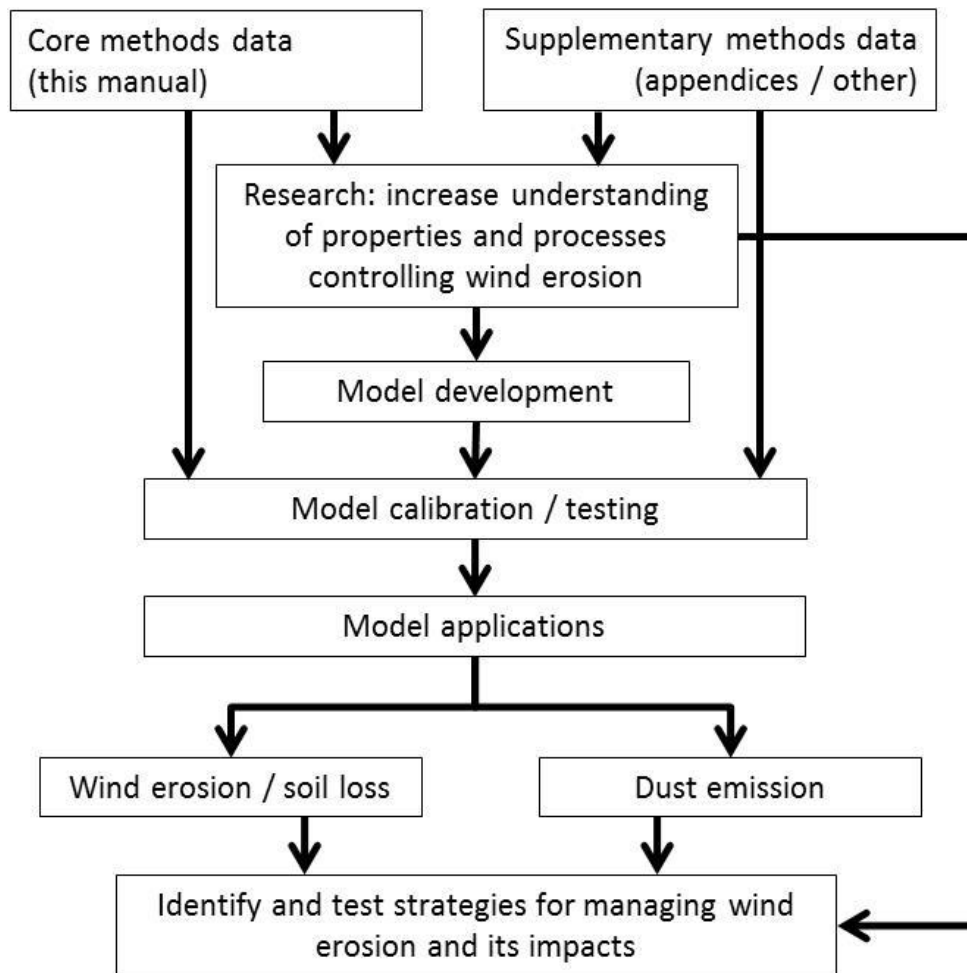 Core methods data
(this manual)
Supplementary methods data
(appendices / other)
Research: increase understanding
of properties and processes
controlling wind erosion
Model development
Model calibration / testing
Model applications
Wind erosion / soil loss
Dust emission
Identify and test strategies for managing wind
erosion and its impacts